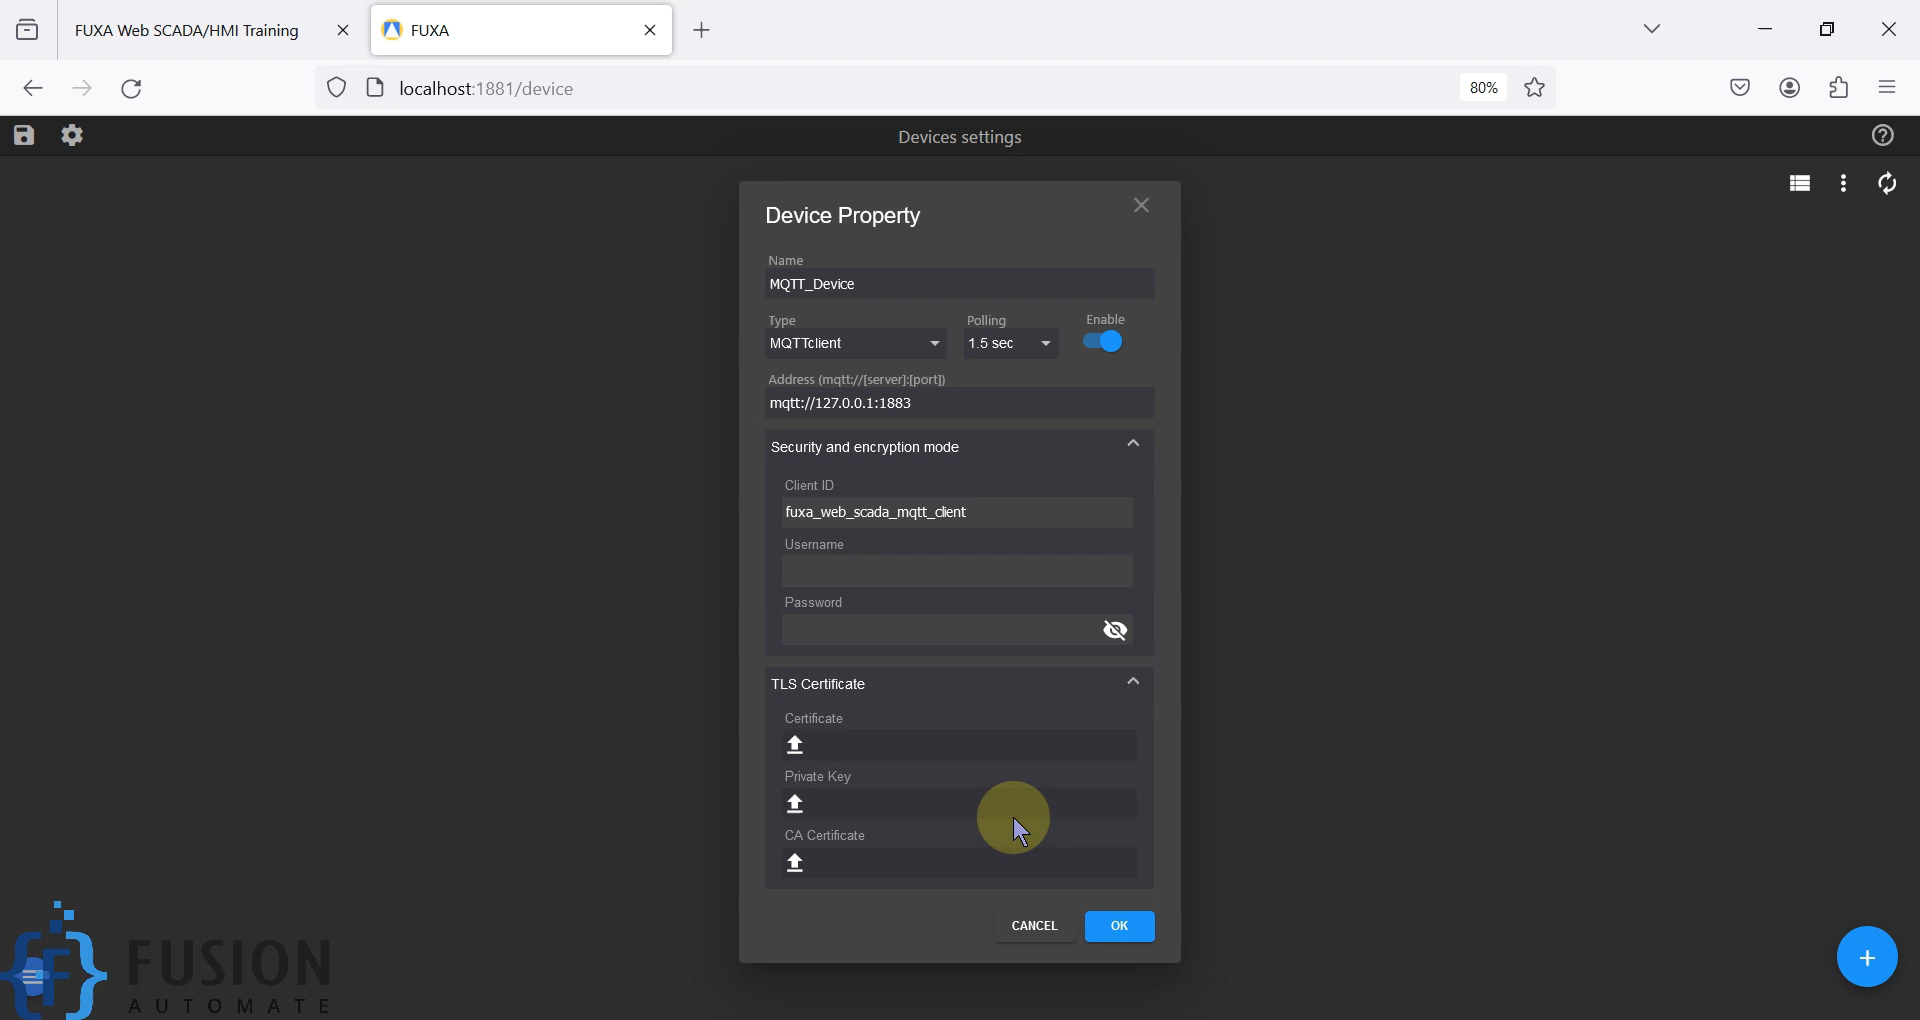 FUXA Web SCADA/HMI Training
FUXA
localhost:1881/device
80%
Devices settings
Device Property
Name
MQTT_Device
Type
Polling
Enable
MQTTclient
1.5 sec
Address (mqtt://[server]:[port])
mqtt://127.0.0.1:1883
Security and encryption mode
Client ID
fuxa_web_scada_mqtt_client
Username
Password
TLS Certificate
Certificate
Private Key
CA Certificate
CANCEL
OK
FUSION
AUTOMATE